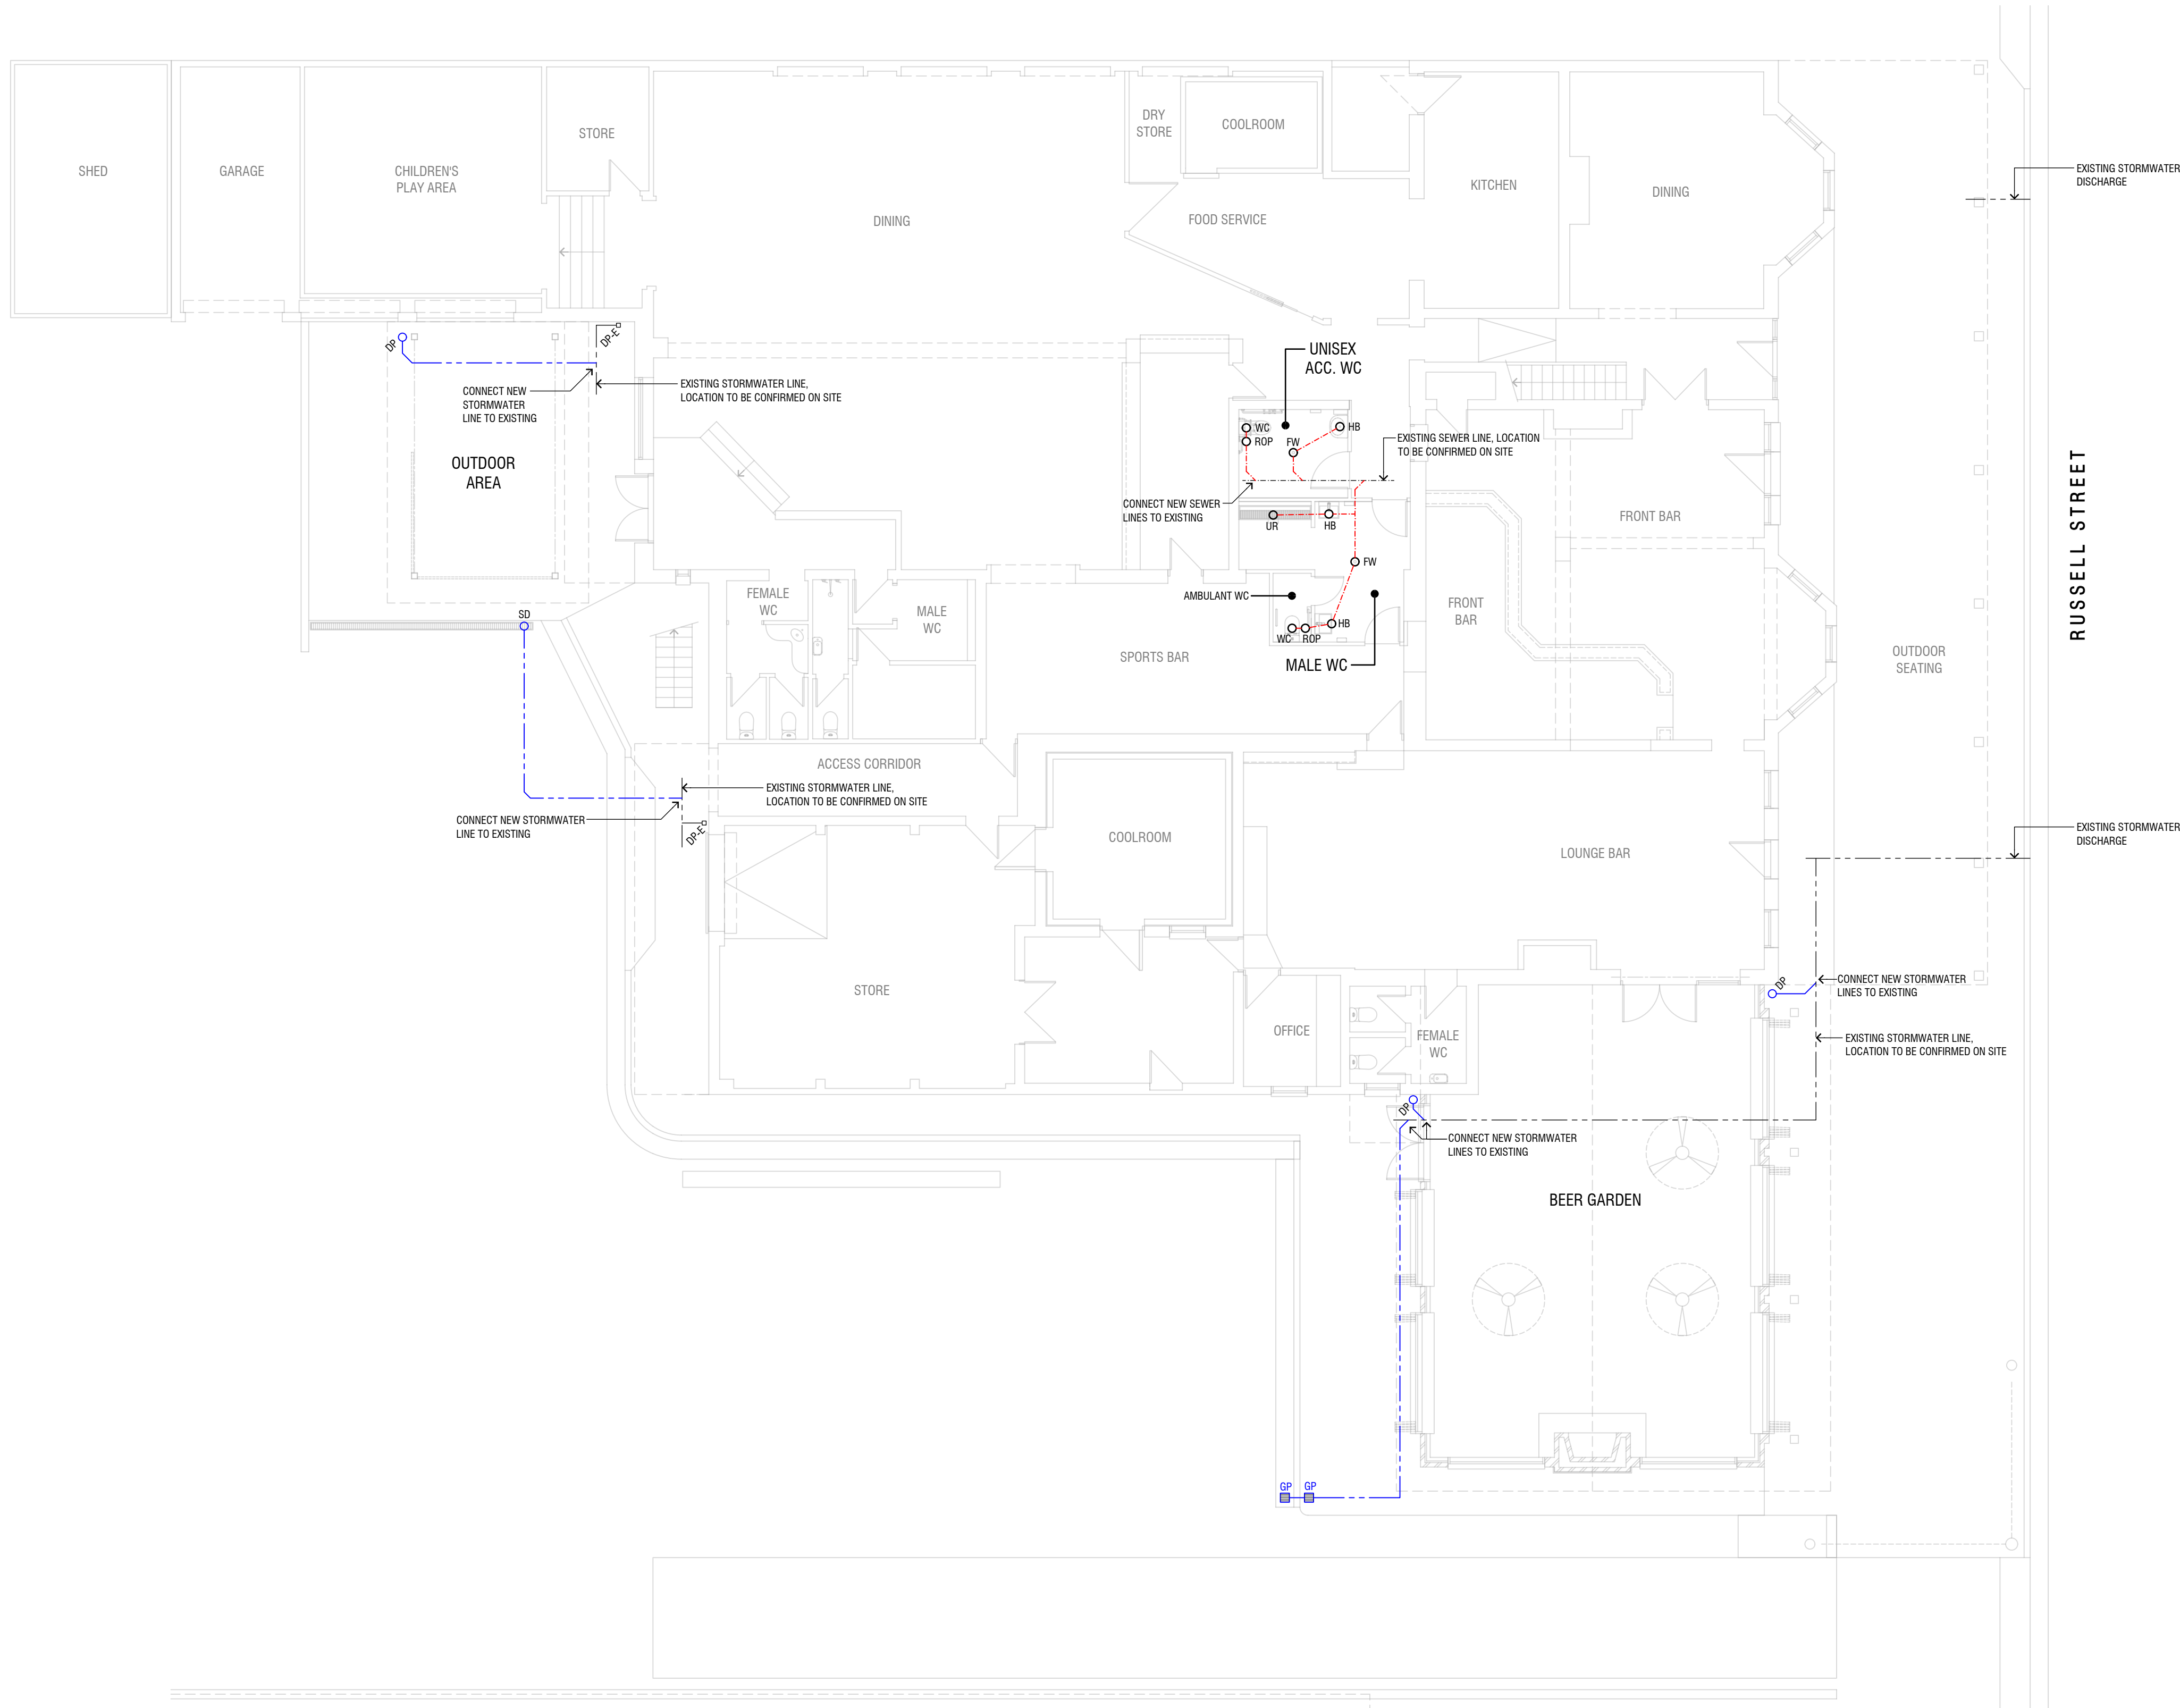 SHED
GARAGE
CHILDREN'S
PLAY AREA
STORE
DINING
DRY
STORE
COOLROOM
FOOD SERVICE
KITCHEN
DINING
EXISTING STORMWATER
DISCHARGE
DP
DP-E
CONNECT NEW
STORMWATER
LINE TO EXISTING
EXISTING STORMWATER LINE,
LOCATION TO BE CONFIRMED ON SITE
OUTDOOR
AREA
UNISEX
ACC. WC
WC
ROP
FW
HB
EXISTING SEWER LINE, LOCATION
TO BE CONFIRMED ON SITE
CONNECT NEW SEWER
LINES TO EXISTING
UR
HB
FW
AMBULANT WC
WC
ROP
HB
MALE WC
FRONT BAR
FRONT
BAR
RUSSELL STREET
OUTDOOR
SEATING
SD
FEMALE
WC
MALE
WC
SPORTS BAR
ACCESS CORRIDOR
EXISTING STORMWATER LINE,
LOCATION TO BE CONFIRMED ON SITE
CONNECT NEW STORMWATER
LINE TO EXISTING
DP-E
COOLROOM
LOUNGE BAR
EXISTING STORMWATER
DISCHARGE
STORE
OFFICE
FEMALE
WC
DP
CONNECT NEW STORMWATER
LINES TO EXISTING
EXISTING STORMWATER LINE,
LOCATION TO BE CONFIRMED ON SITE
DP
CONNECT NEW STORMWATER
LINES TO EXISTING
BEER GARDEN
GP
GP